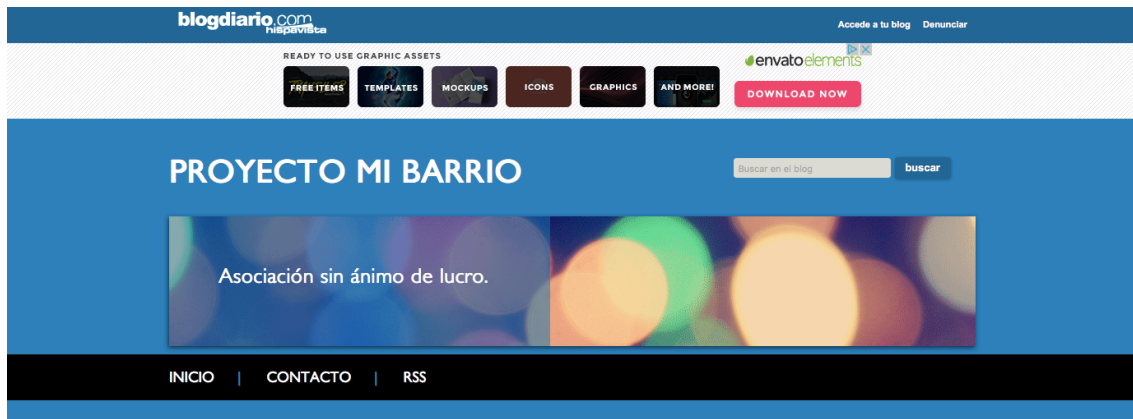 blogdiario.com
hispavista
Accede a tu blog Denunciar
READY TO USE GRAPHIC ASSETS
envato elements
FREE ITEMS TEMPLATES MOCKUPS ICONS GRAPHICS AND MORE!
DOWNLOAD NOW
PROYECTO MI BARRIO
Buscar en el blog buscar
Asociación sin ánimo de lucro.
INICIO | CONTACTO | RSS